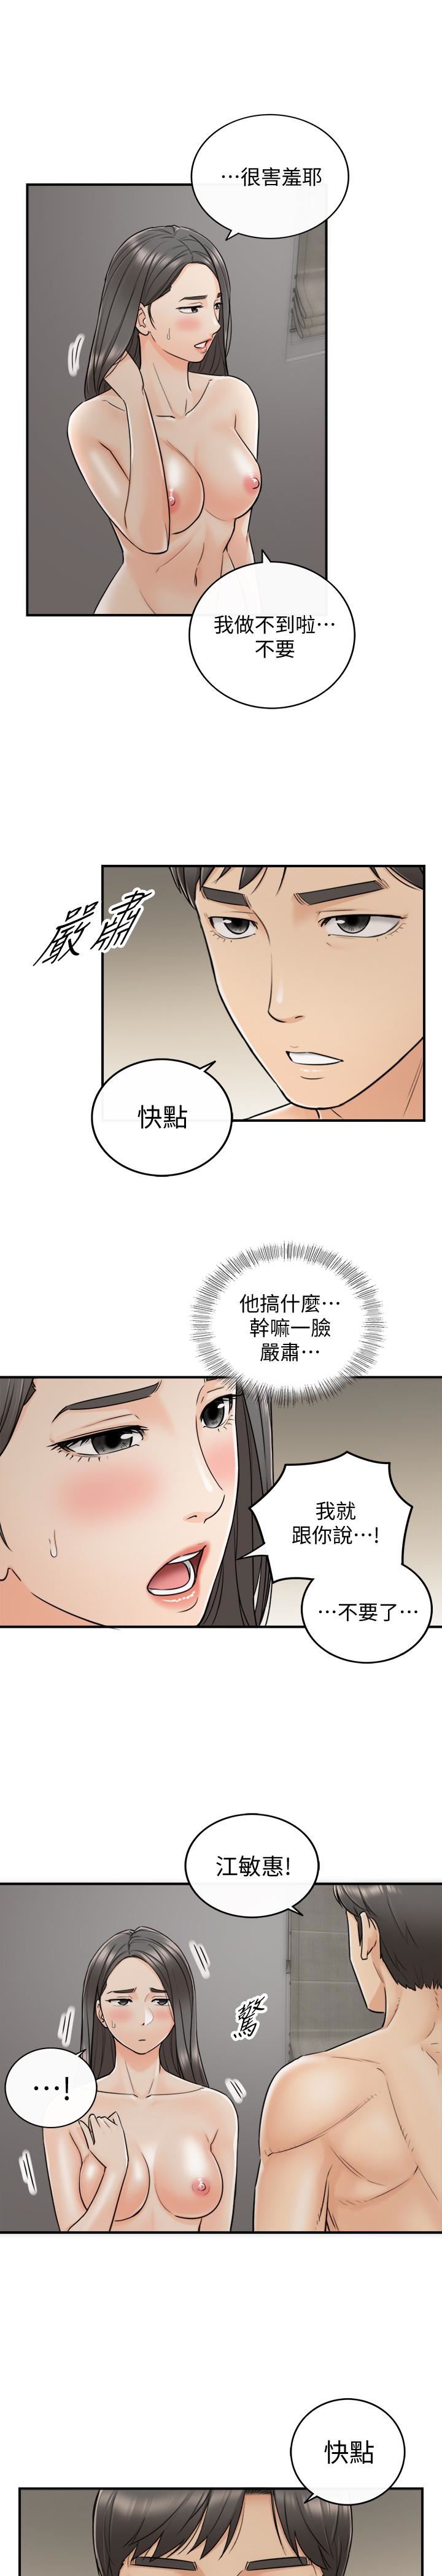 …很害羞耶
我做不到啦…
不要
嚴肅
快點
他搞什麼…
幹嘛一臉
嚴肅…
我就
跟你說…!
…不要了…
江敏惠!
驚
…!
快點